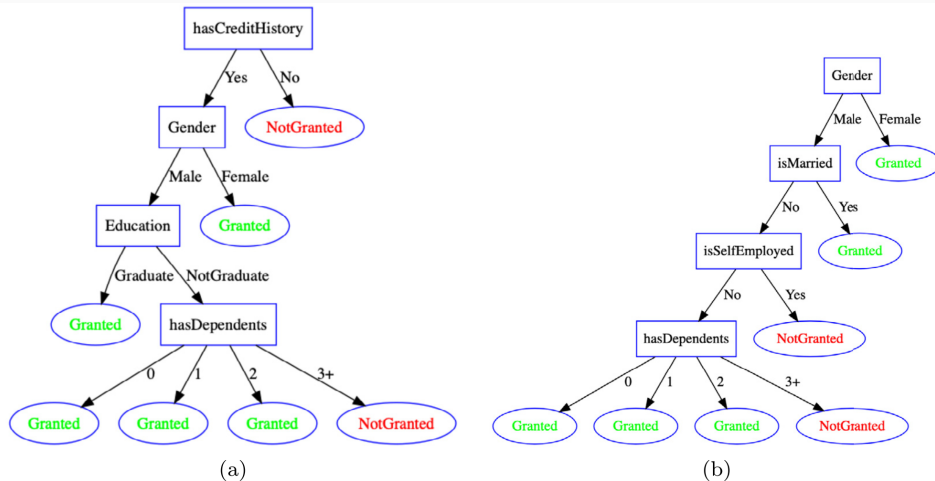 hasCreditHistory
Yes
No
Gender
NotGranted
Male
Female
Education
Granted
Graduate
NotGraduate
Granted
hasDependents
0
1
2
3+
Granted
Granted
Granted
NotGranted
(a)
Gender
Male
Female
isMarried
Granted
No
Yes
isSelfEmployed
Granted
No
Yes
hasDependents
NotGranted
0
1
2
3+
Granted
Granted
Granted
NotGranted
(b)